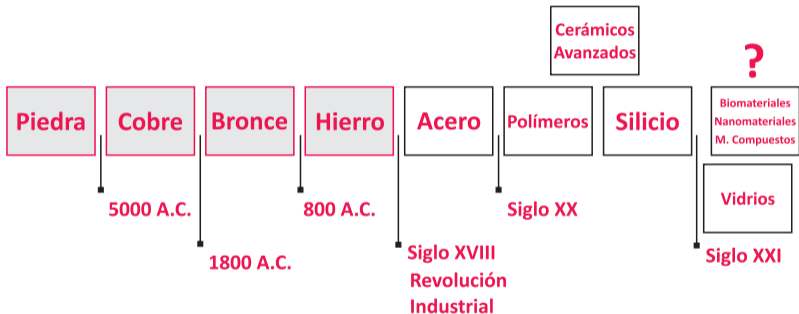 Cerámicos
Avanzados
?
Piedra
Cobre
Bronce
Hierro
Acero
Polímeros
Silicio
Biomateriales
Nanomateriales
M. Compuestos
Vidrios
5000 A.C.
1800 A.C.
800 A.C.
Siglo XVIII
Revolución
Industrial
Siglo XX
Siglo XXI